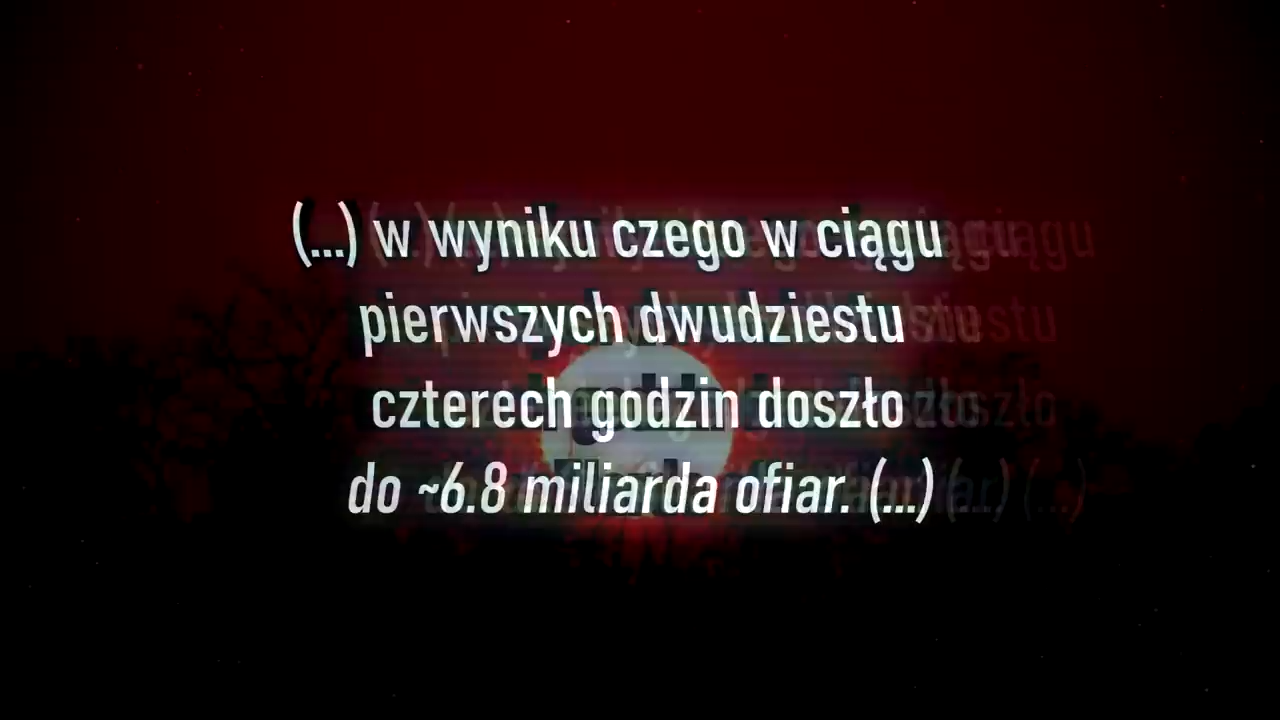 (...) w wyniku czego w ciągu
pierwszych dwudziestu
czterech godzin doszło
do ~6.8 miliarda ofiar. (...)